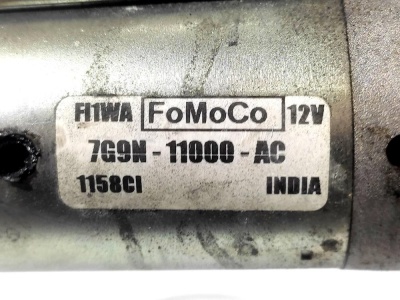 FI1WA FoMoCo 12V
7G9N - 11000 - AC
1158CI INDIA